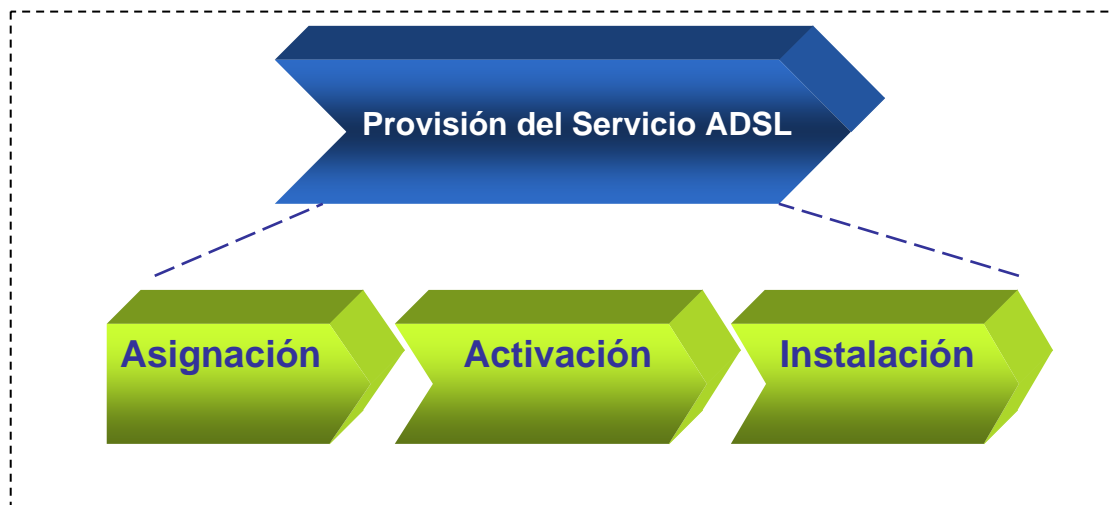 Provisión del Servicio ADSL
Asignación
Activación
Instalación